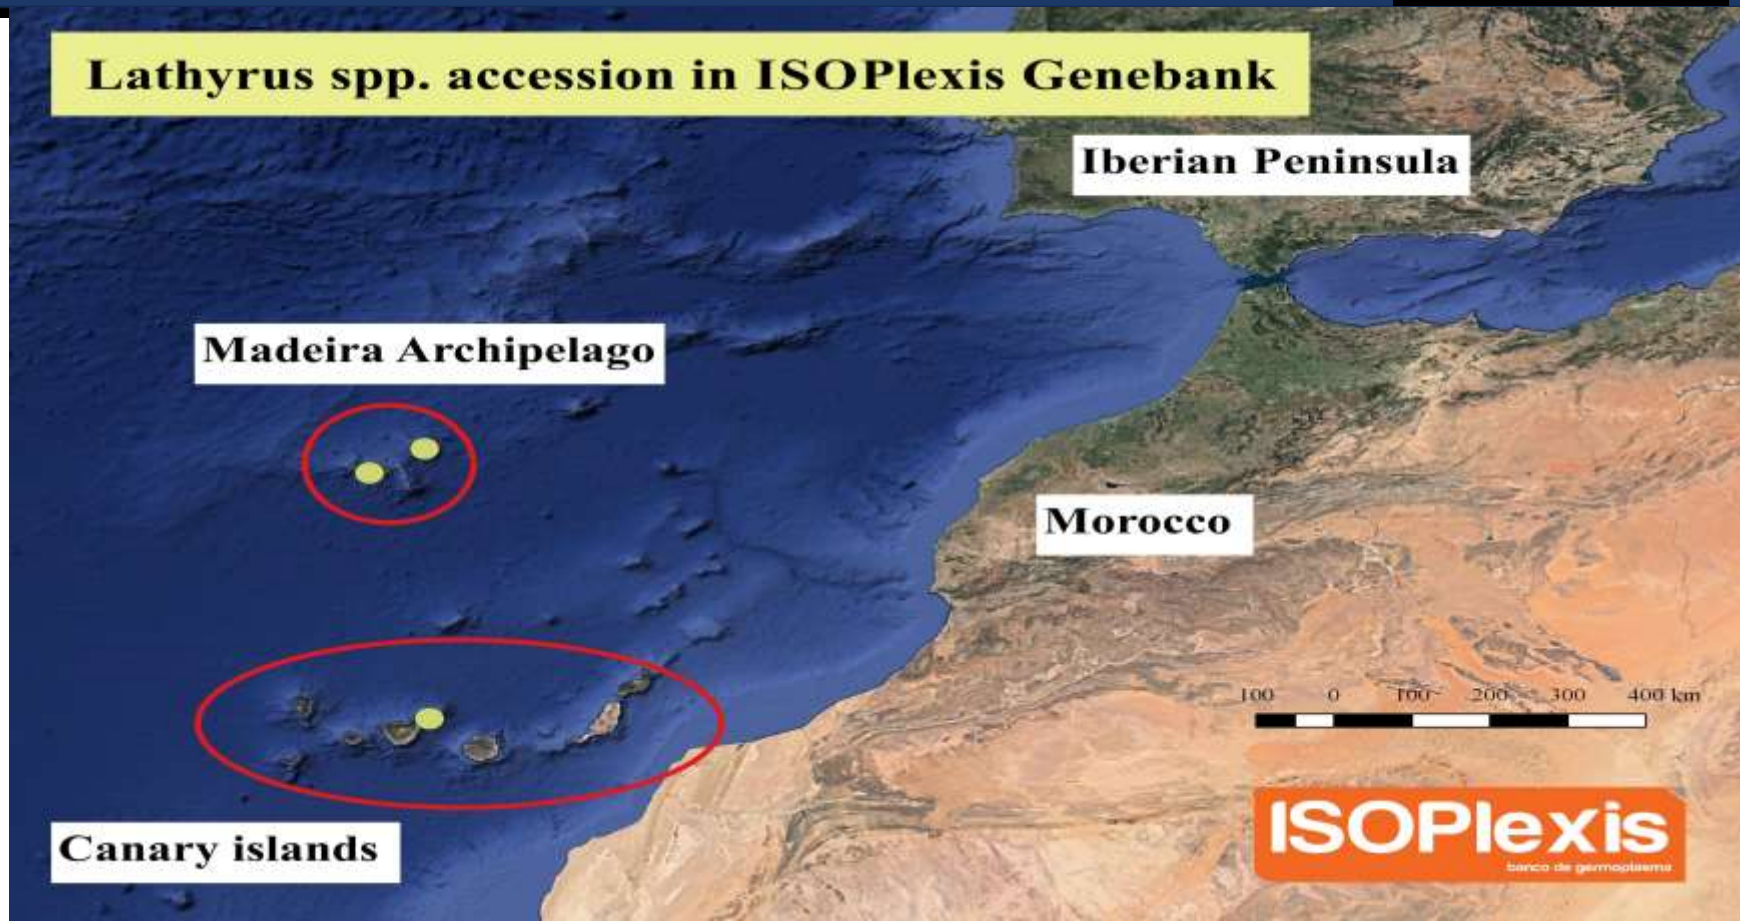 Lathyrus spp. accession in ISOPlexis Genebank
Iberian Peninsula
Madeira Archipelago
Morocco
100 0 100 200 300 400 km
ISOPlexis
banco de germoplasma
Canary islands